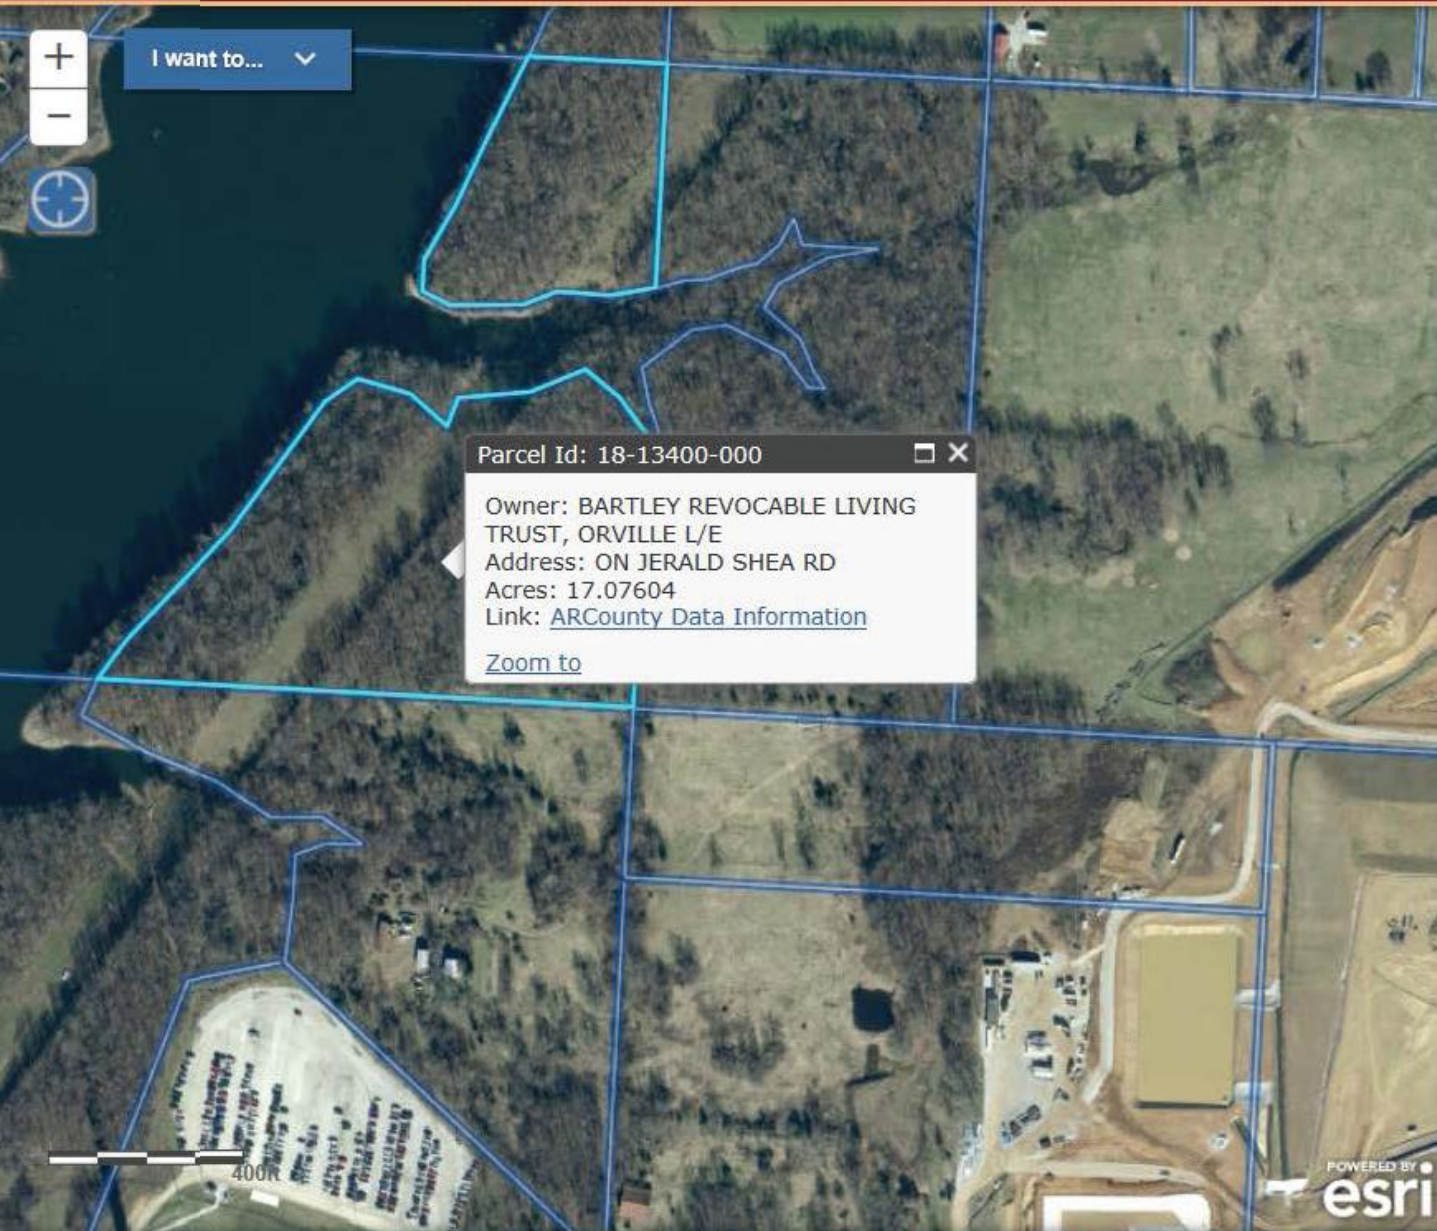 +
I want to...
−
Parcel Id: 18-13400-000
Owner: BARTLEY REVOCABLE LIVING
TRUST, ORVILLE L/E
Address: ON JERALD SHEA RD
Acres: 17.07604
Link: ARCounty Data Information
Zoom to
400ft
POWERED BY
esri